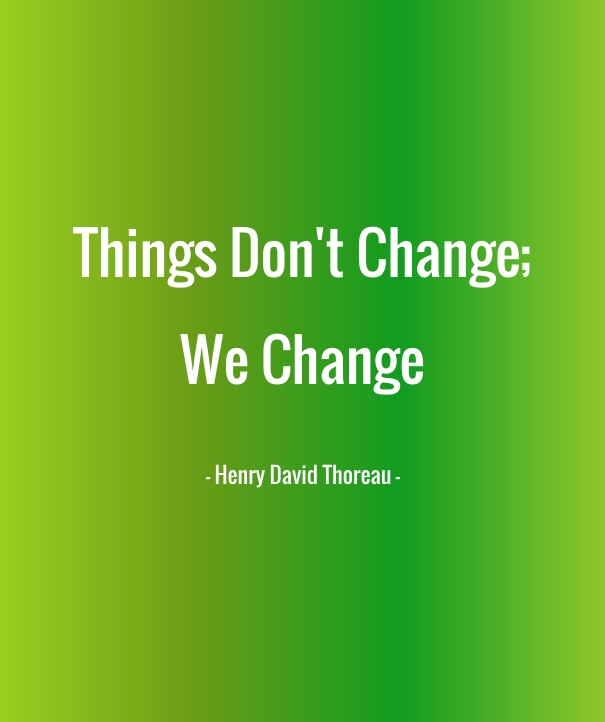 Things Don't Change;
We Change
- Henry David Thoreau -